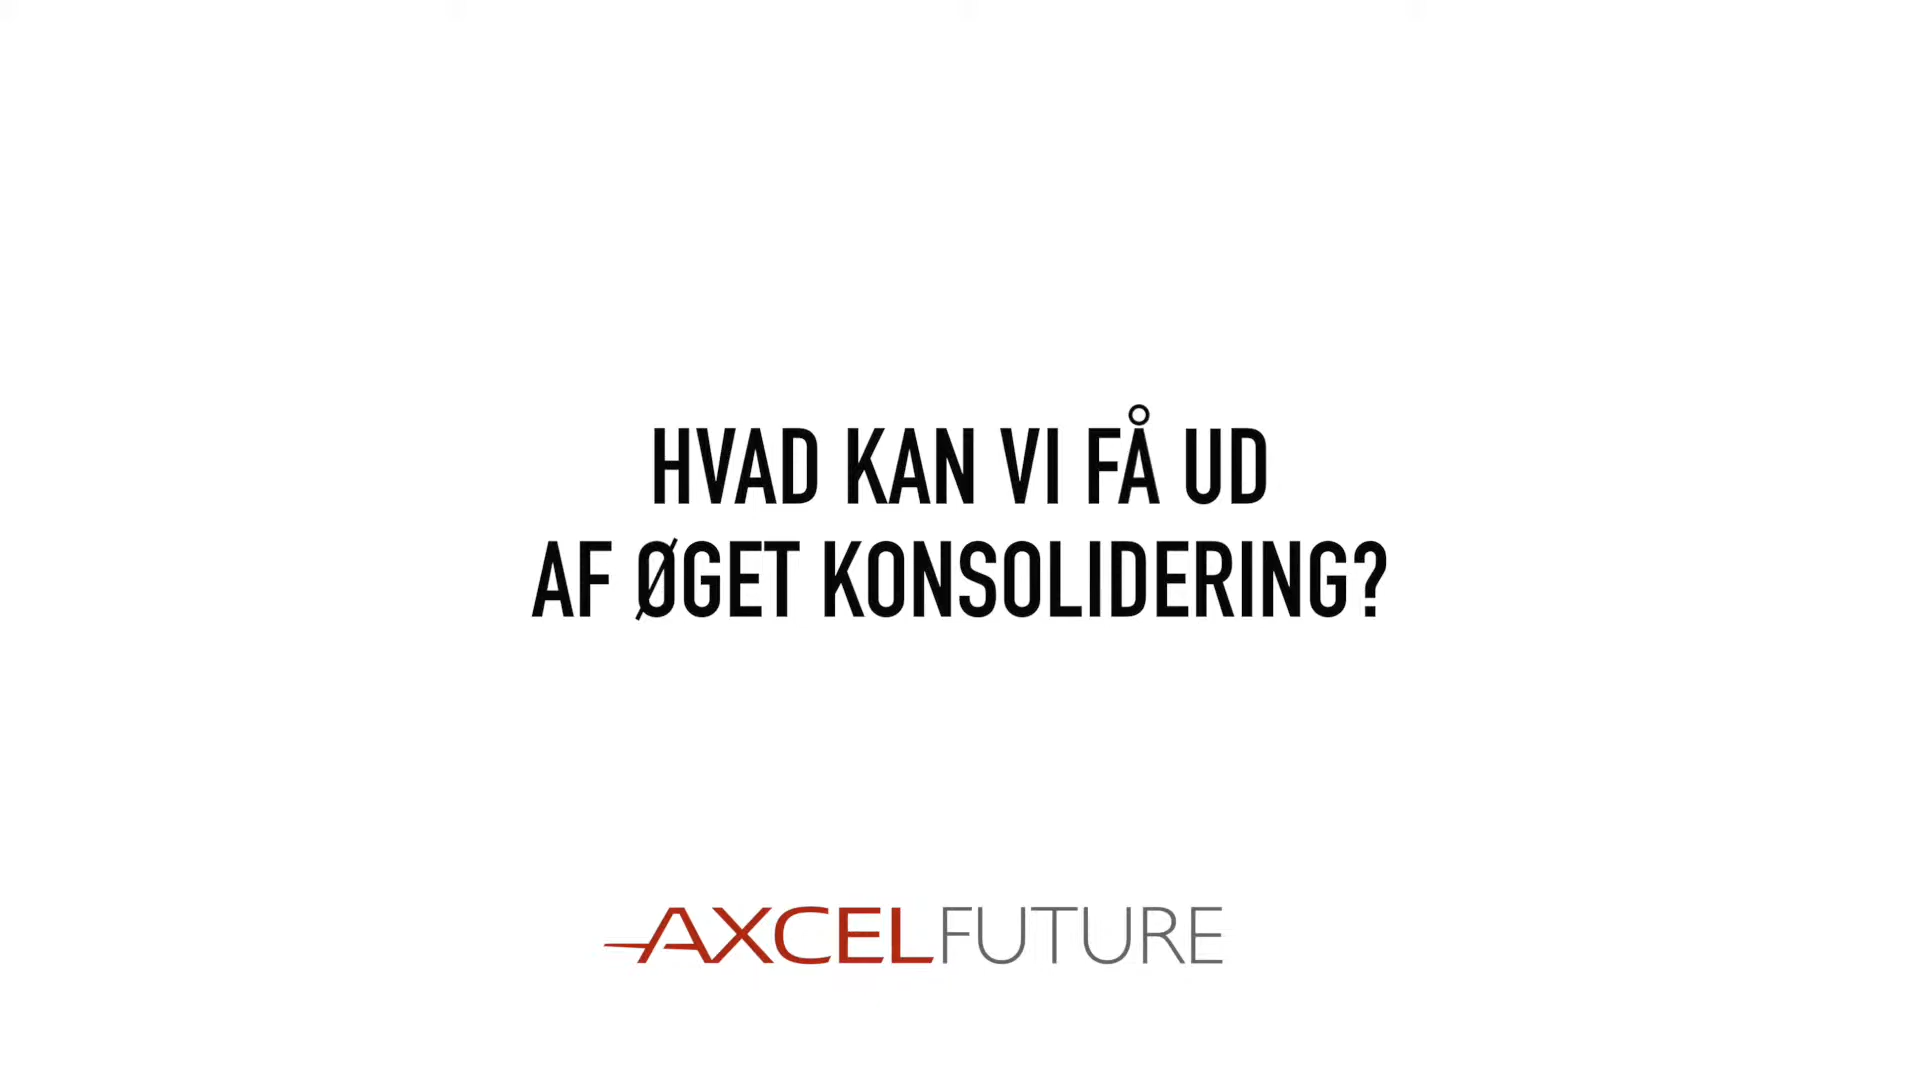 HVAD KAN VI FÅ UD
AF ØGET KONSOLIDERING?
AXCELFUTURE